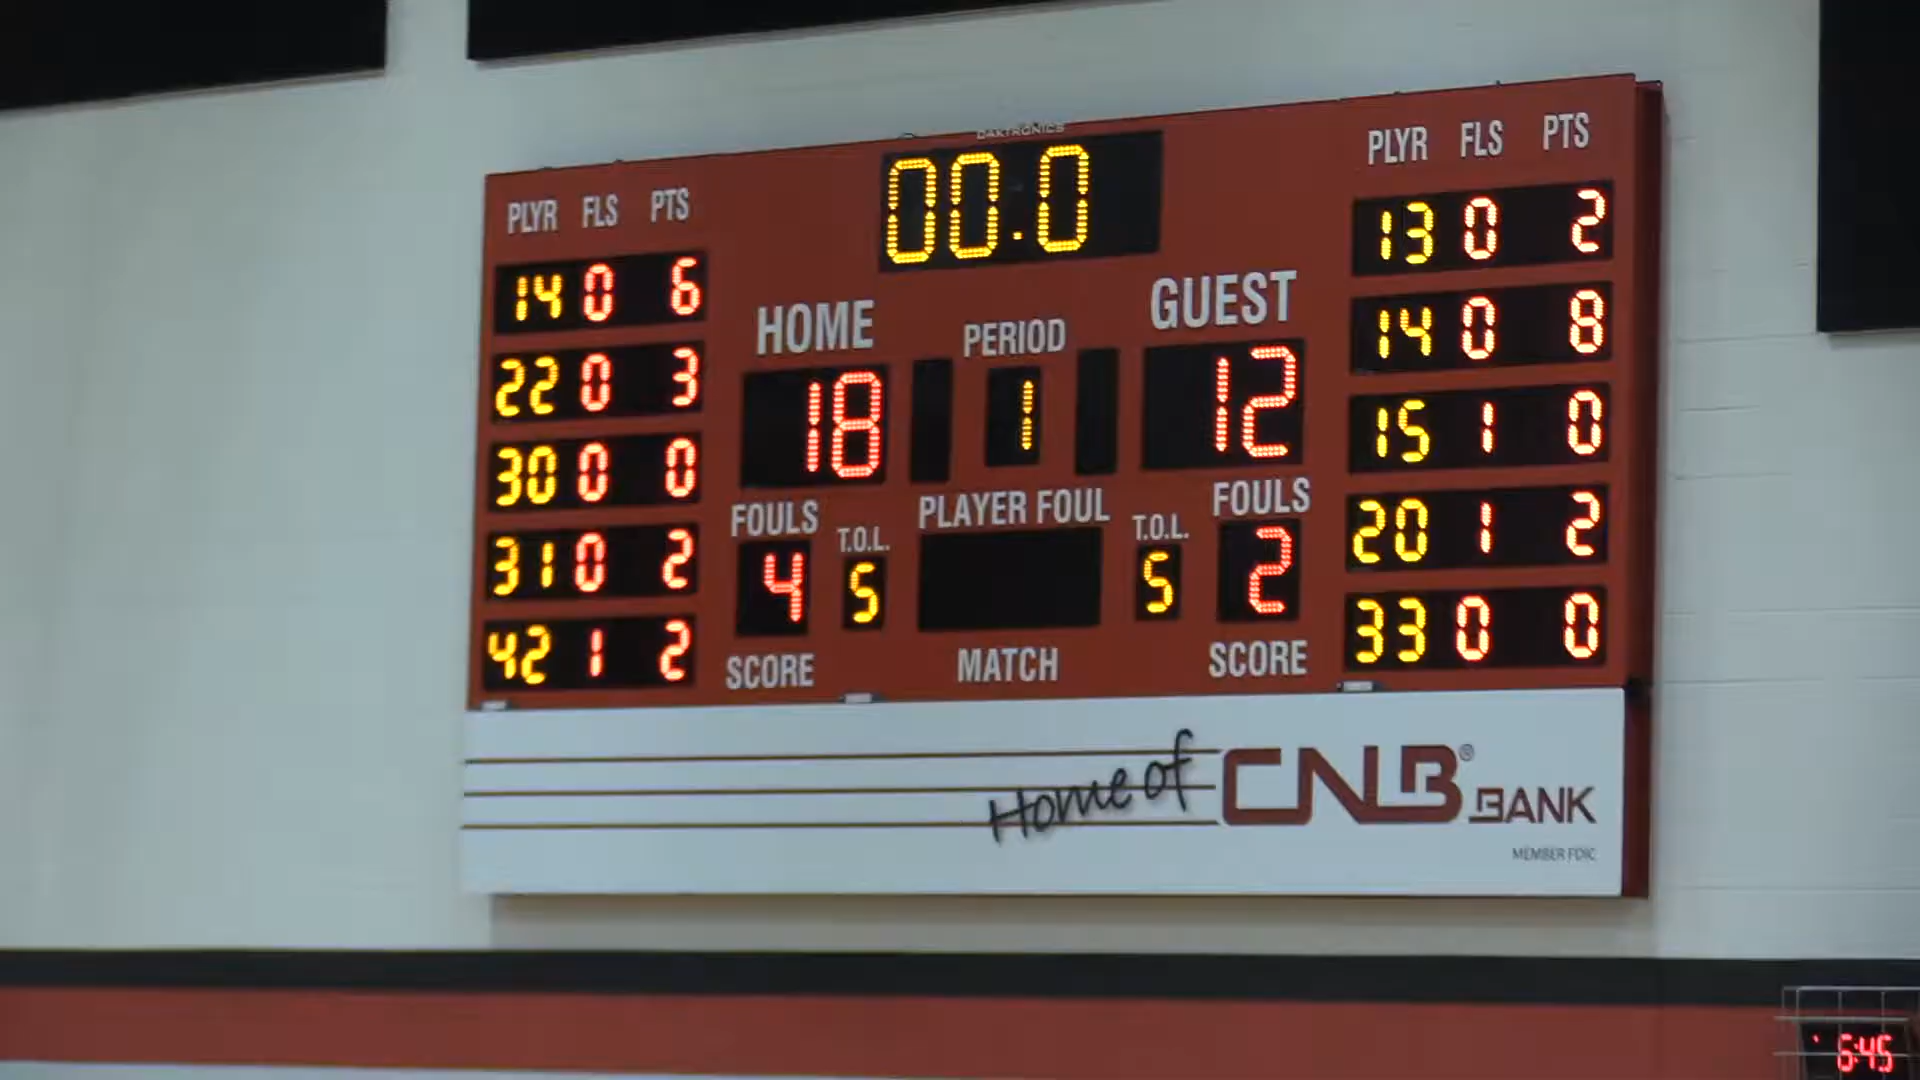 DAKTRONICS
00.0
PLYR FLS PTS
14 0 6
22 0 3
30 0 0
31 0 2
42 1 2
HOME
18
PERIOD
1
GUEST
12
FOULS
4
T.O.L.
5
PLAYER FOUL
T.O.L.
5
FOULS
2
SCORE
MATCH
SCORE
PLYR FLS PTS
13 0 2
14 0 8
15 1 0
20 1 2
33 0 0
Home of CNB® BANK
MEMBER FDIC
6:45